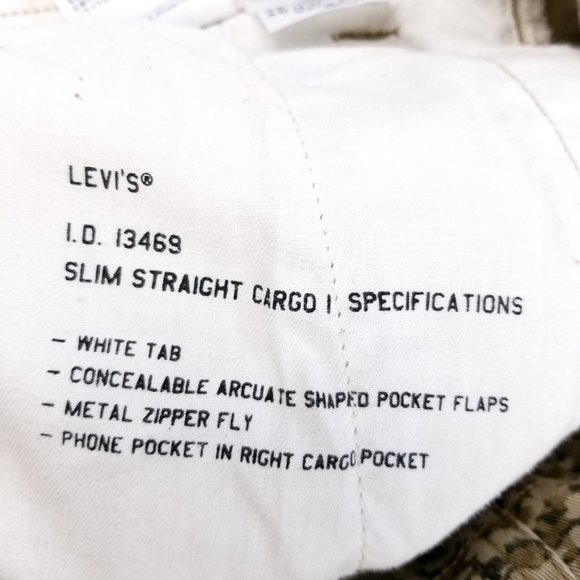 LEVI'S®
I.D. 13469
SLIM STRAIGHT CARGO I SPECIFICATIONS
- WHITE TAB
- CONCEALABLE ARCUATE SHAPED POCKET FLAPS
- METAL ZIPPER FLY
- PHONE POCKET IN RIGHT CARGO POCKET